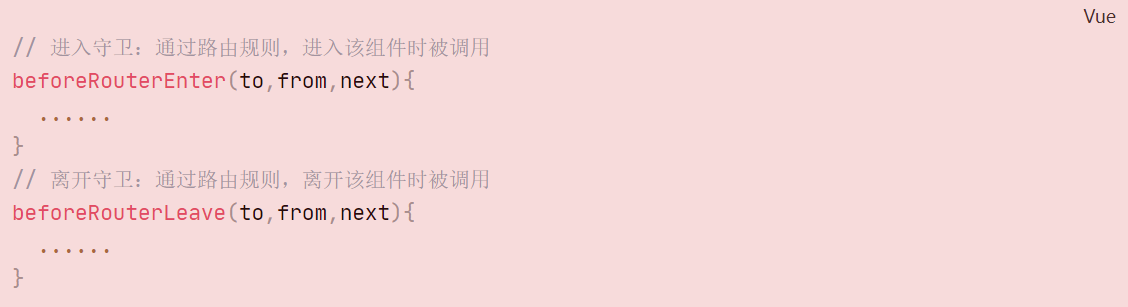 Vue
// 进入守卫：通过路由规则，进入该组件时被调用
beforeRouterEnter(to,from,next){
  ......
}
// 离开守卫：通过路由规则，离开该组件时被调用
beforeRouterLeave(to,from,next){
  ......
}